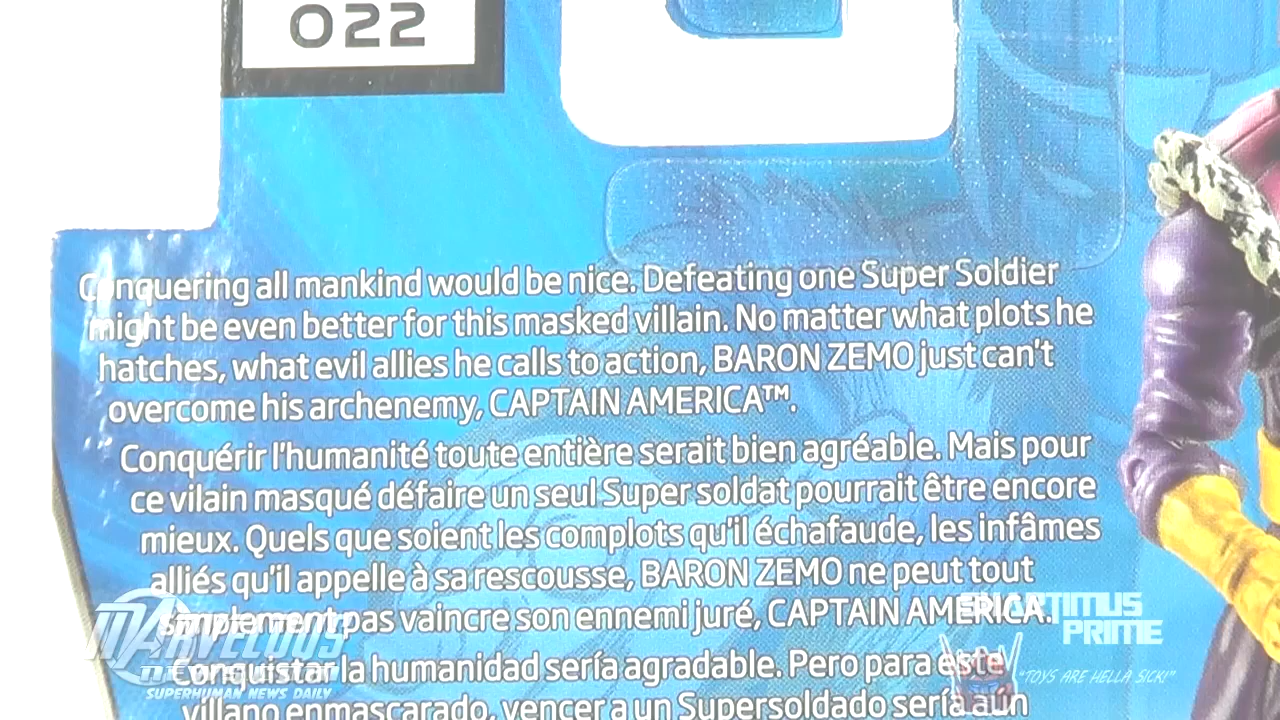 022
Conquering all mankind would be nice. Defeating one Super Soldier
might be even better for this masked villain. No matter what plots he
hatches, what evil allies he calls to action, BARON ZEMO just can't
overcome his archenemy, CAPTAIN AMERICA™.
Conquérir l'humanité toute entière serait bien agréable. Mais pour
ce vilain masqué défaire un seul Super soldat pourrait être encore
mieux. Quels que soient les complots qu'il échafaude, les infâmes
alliés qu'il appelle à sa rescousse, BARON ZEMO ne peut tout
simplement pas vaincre son ennemi juré, CAPTAIN AMERICA.
Conquistar la humanidad sería agradable. Pero para este
villano enmascarado, vencer a un Supersoldado sería aún
MARVELOUS
SUPERHUMAN NEWS DAILY
PRIME
"TOYS ARE HELLA SICK!"